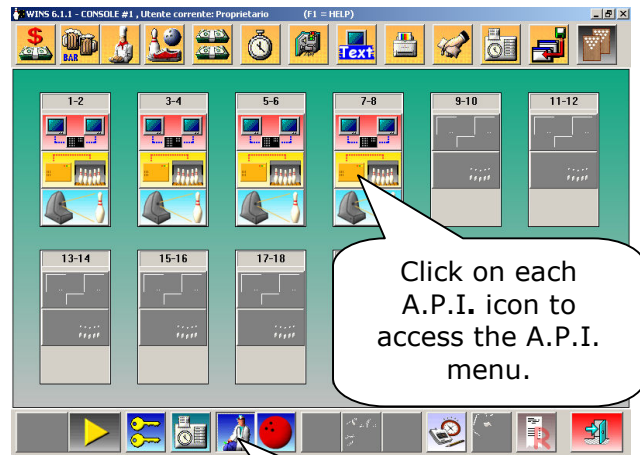 WINS 6.1.1 - CONSOLE #1 , Utente corrente: Proprietario (F1 = HELP)
BAR
Text
1-2 3-4 5-6 7-8 9-10 11-12
13-14 15-16 17-18
Click on each
A.P.I. icon to
access the A.P.I.
menu.
R